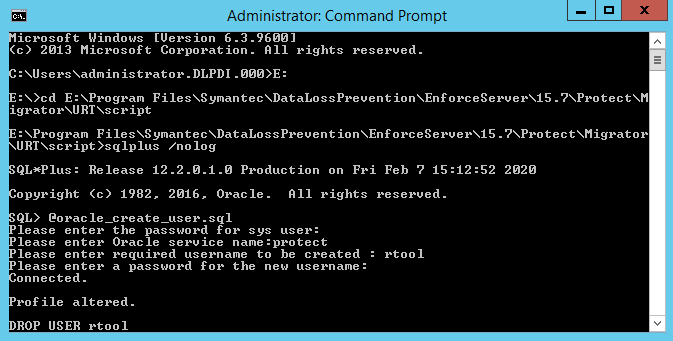 Administrator: Command Prompt
Microsoft Windows [Version 6.3.9600]
(c) 2013 Microsoft Corporation. All rights reserved.
C:\Users\administrator.DLPDI.000>E:
E:\>cd E:\Program Files\Symantec\DataLossPrevention\EnforceServer\15.7\Protect\M
igrator\URT\script
E:\Program Files\Symantec\DataLossPrevention\EnforceServer\15.7\Protect\Migrator
\URT\script>sqlplus /nolog
SQL*Plus: Release 12.2.0.1.0 Production on Fri Feb 7 15:12:52 2020
Copyright (c) 1982, 2016, Oracle.  All rights reserved.
SQL> @oracle_create_user.sql
Please enter the password for sys user:
Please enter Oracle service name:protect
Please enter required username to be created : rtool
Please enter a password for the new username:
Connected.
Profile altered.
DROP USER rtool